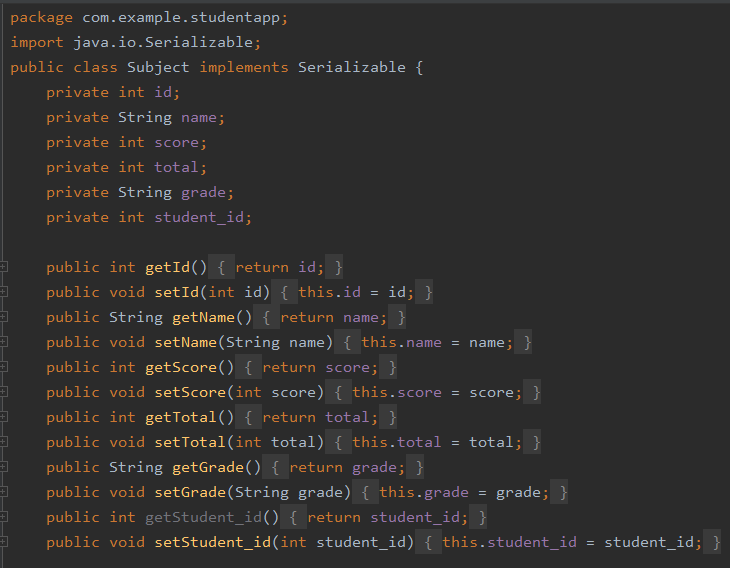 package com.example.studentapp;
import java.io.Serializable;
public class Subject implements Serializable {
    private int id;
    private String name;
    private int score;
    private int total;
    private String grade;
    private int student_id;

    public int getId() { return id; }
    public void setId(int id) { this.id = id; }
    public String getName() { return name; }
    public void setName(String name) { this.name = name; }
    public int getScore() { return score; }
    public void setScore(int score) { this.score = score; }
    public int getTotal() { return total; }
    public void setTotal(int total) { this.total = total; }
    public String getGrade() { return grade; }
    public void setGrade(String grade) { this.grade = grade; }
    public int getStudent_id() { return student_id; }
    public void setStudent_id(int student_id) { this.student_id = student_id; }